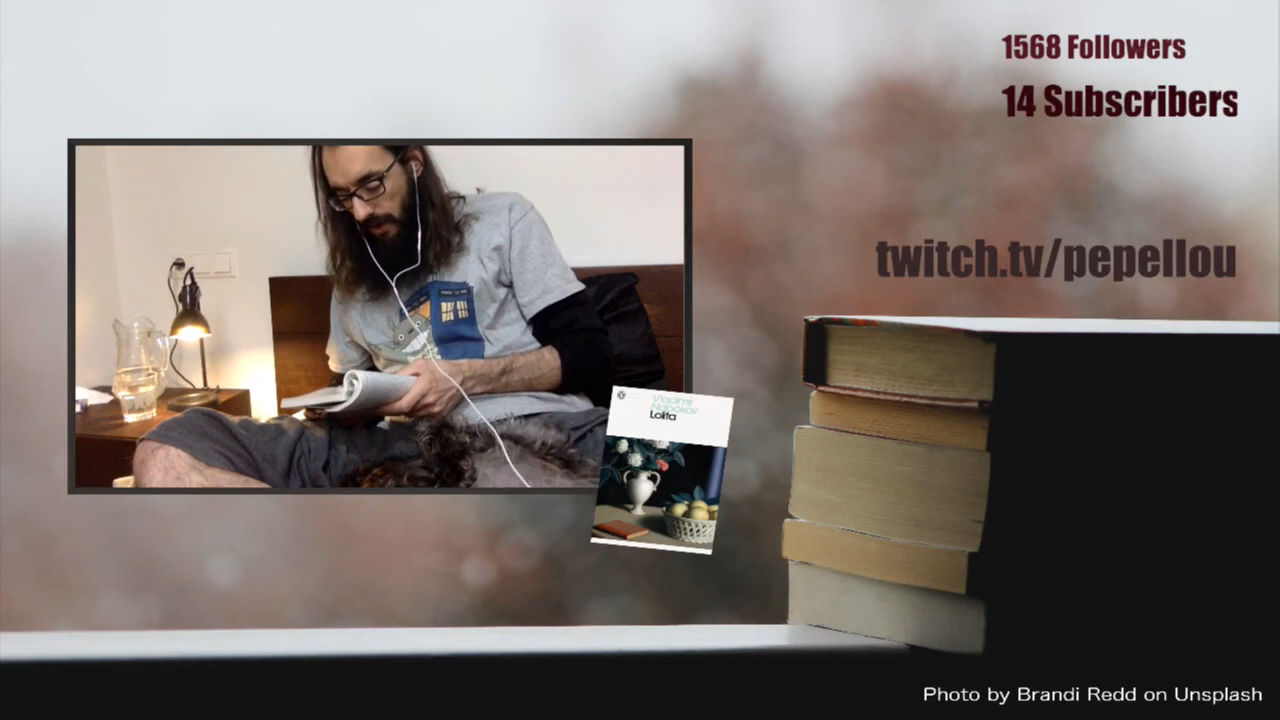 1568 Followers
14 Subscribers
twitch.tv/pepellou
Vladimir
Nabokov
Lolita
Photo by Brandi Redd on Unsplash